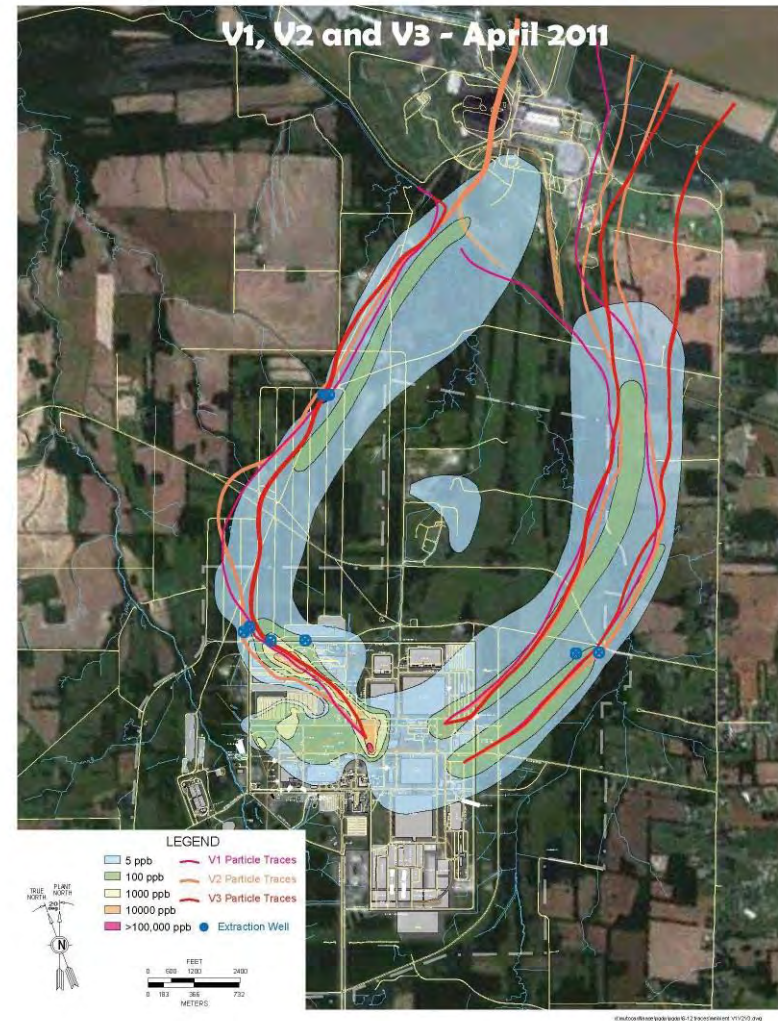 V1, V2 and V3 - April 2011
LEGEND
5 ppb
V1 Particle Traces
100 ppb
V2 Particle Traces
1000 ppb
V3 Particle Traces
10000 ppb
>100,000 ppb
Extraction Well
TRUE NORTH
PLANT NORTH
N
FEET
0 600 1200 2400
0 183 366 732
METERS